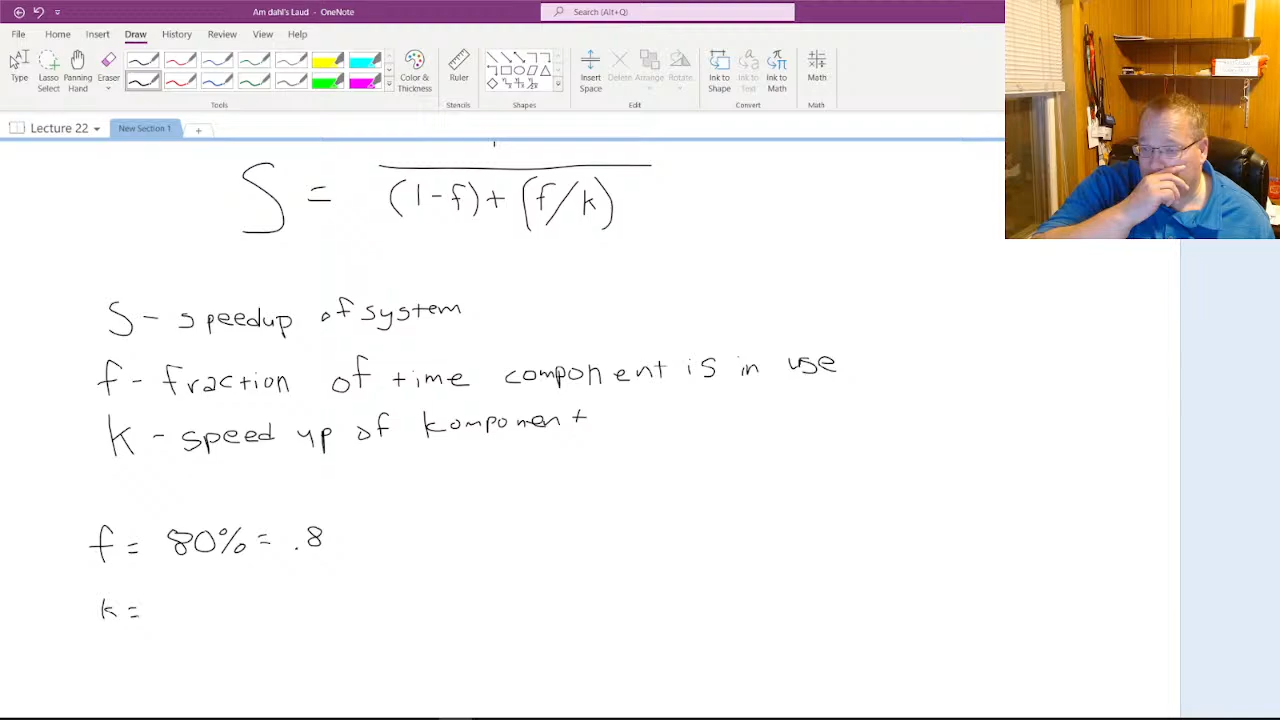 Am dahl's Laud - OneNote
Search (Alt+Q)
File Home Insert Draw History Review View Help
Type Lasso Select Panning Hand Eraser Color & Thickness Ruler Shapes Insert Space Delete Arrange Rotate Ink to Shape Ink to Text Ink to Math Math
Tools Stencils Shapes Edit Convert Math
Lecture 22 New Section 1 +
S = (1-f)+(f/k)
S - speedup of system
f - fraction of time component is in use
k - speed up of komponent
f = 80% = .8
k =